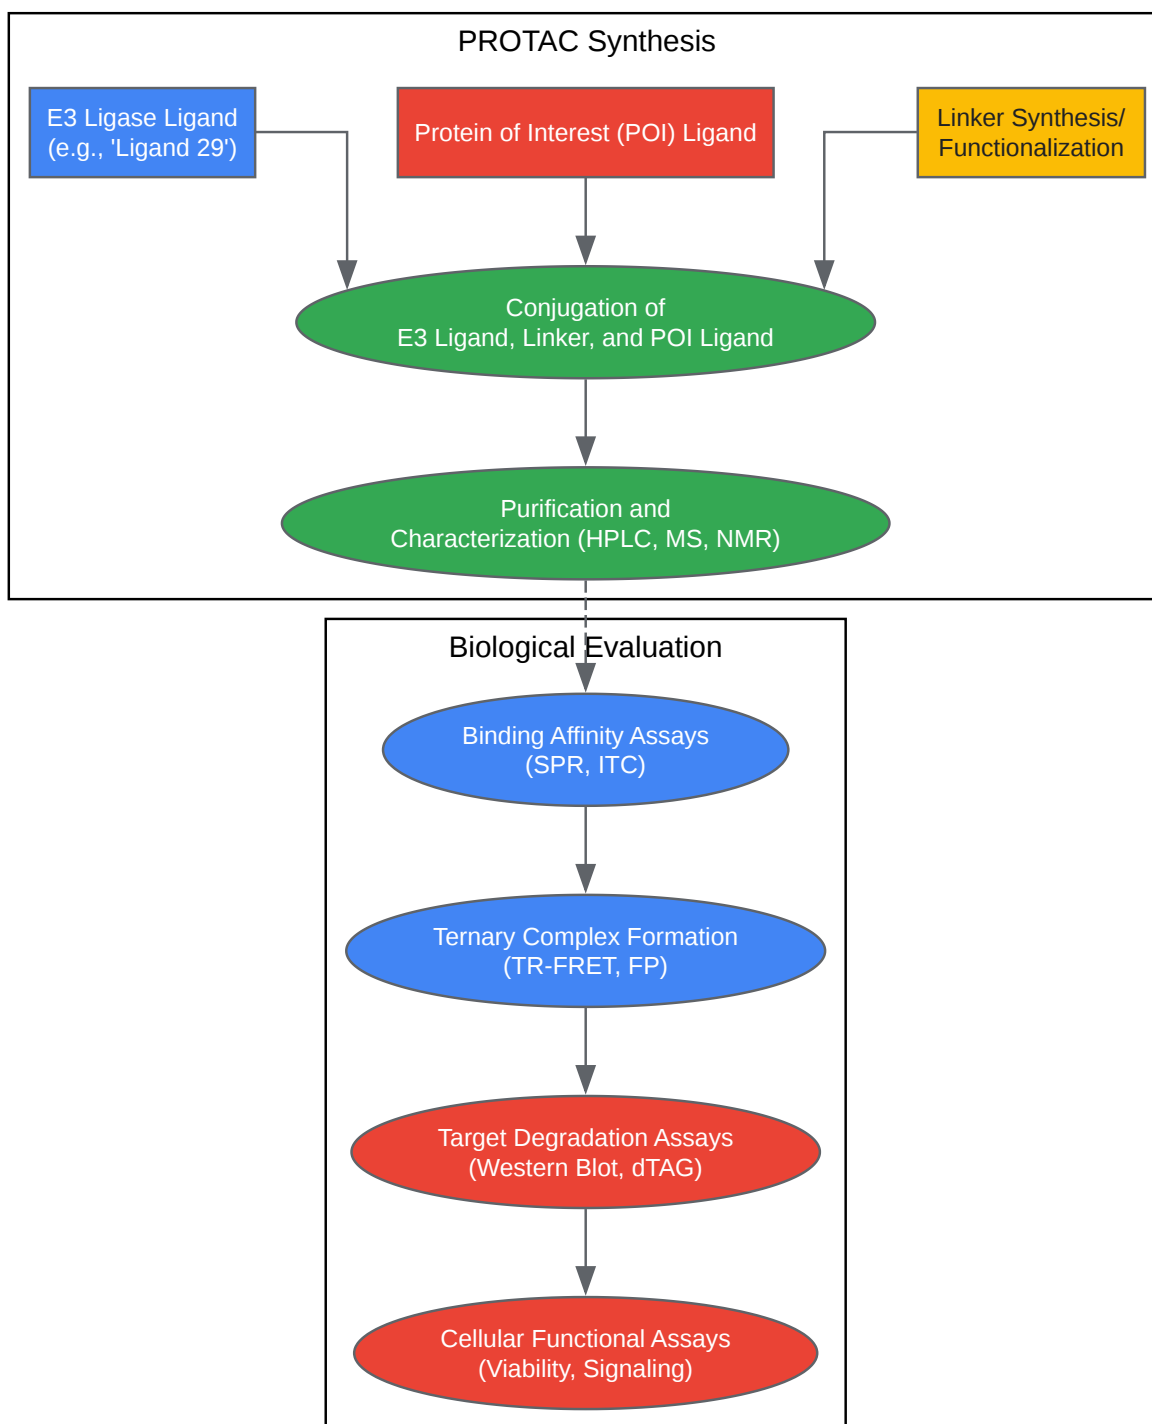 PROTAC Synthesis
E3 Ligase Ligand
(e.g., 'Ligand 29')
Protein of Interest (POI) Ligand
Linker Synthesis/
Functionalization
Conjugation of
E3 Ligand, Linker, and POI Ligand
Purification and
Characterization (HPLC, MS, NMR)
Biological Evaluation
Binding Affinity Assays
(SPR, ITC)
Ternary Complex Formation
(TR-FRET, FP)
Target Degradation Assays
(Western Blot, dTAG)
Cellular Functional Assays
(Viability, Signaling)